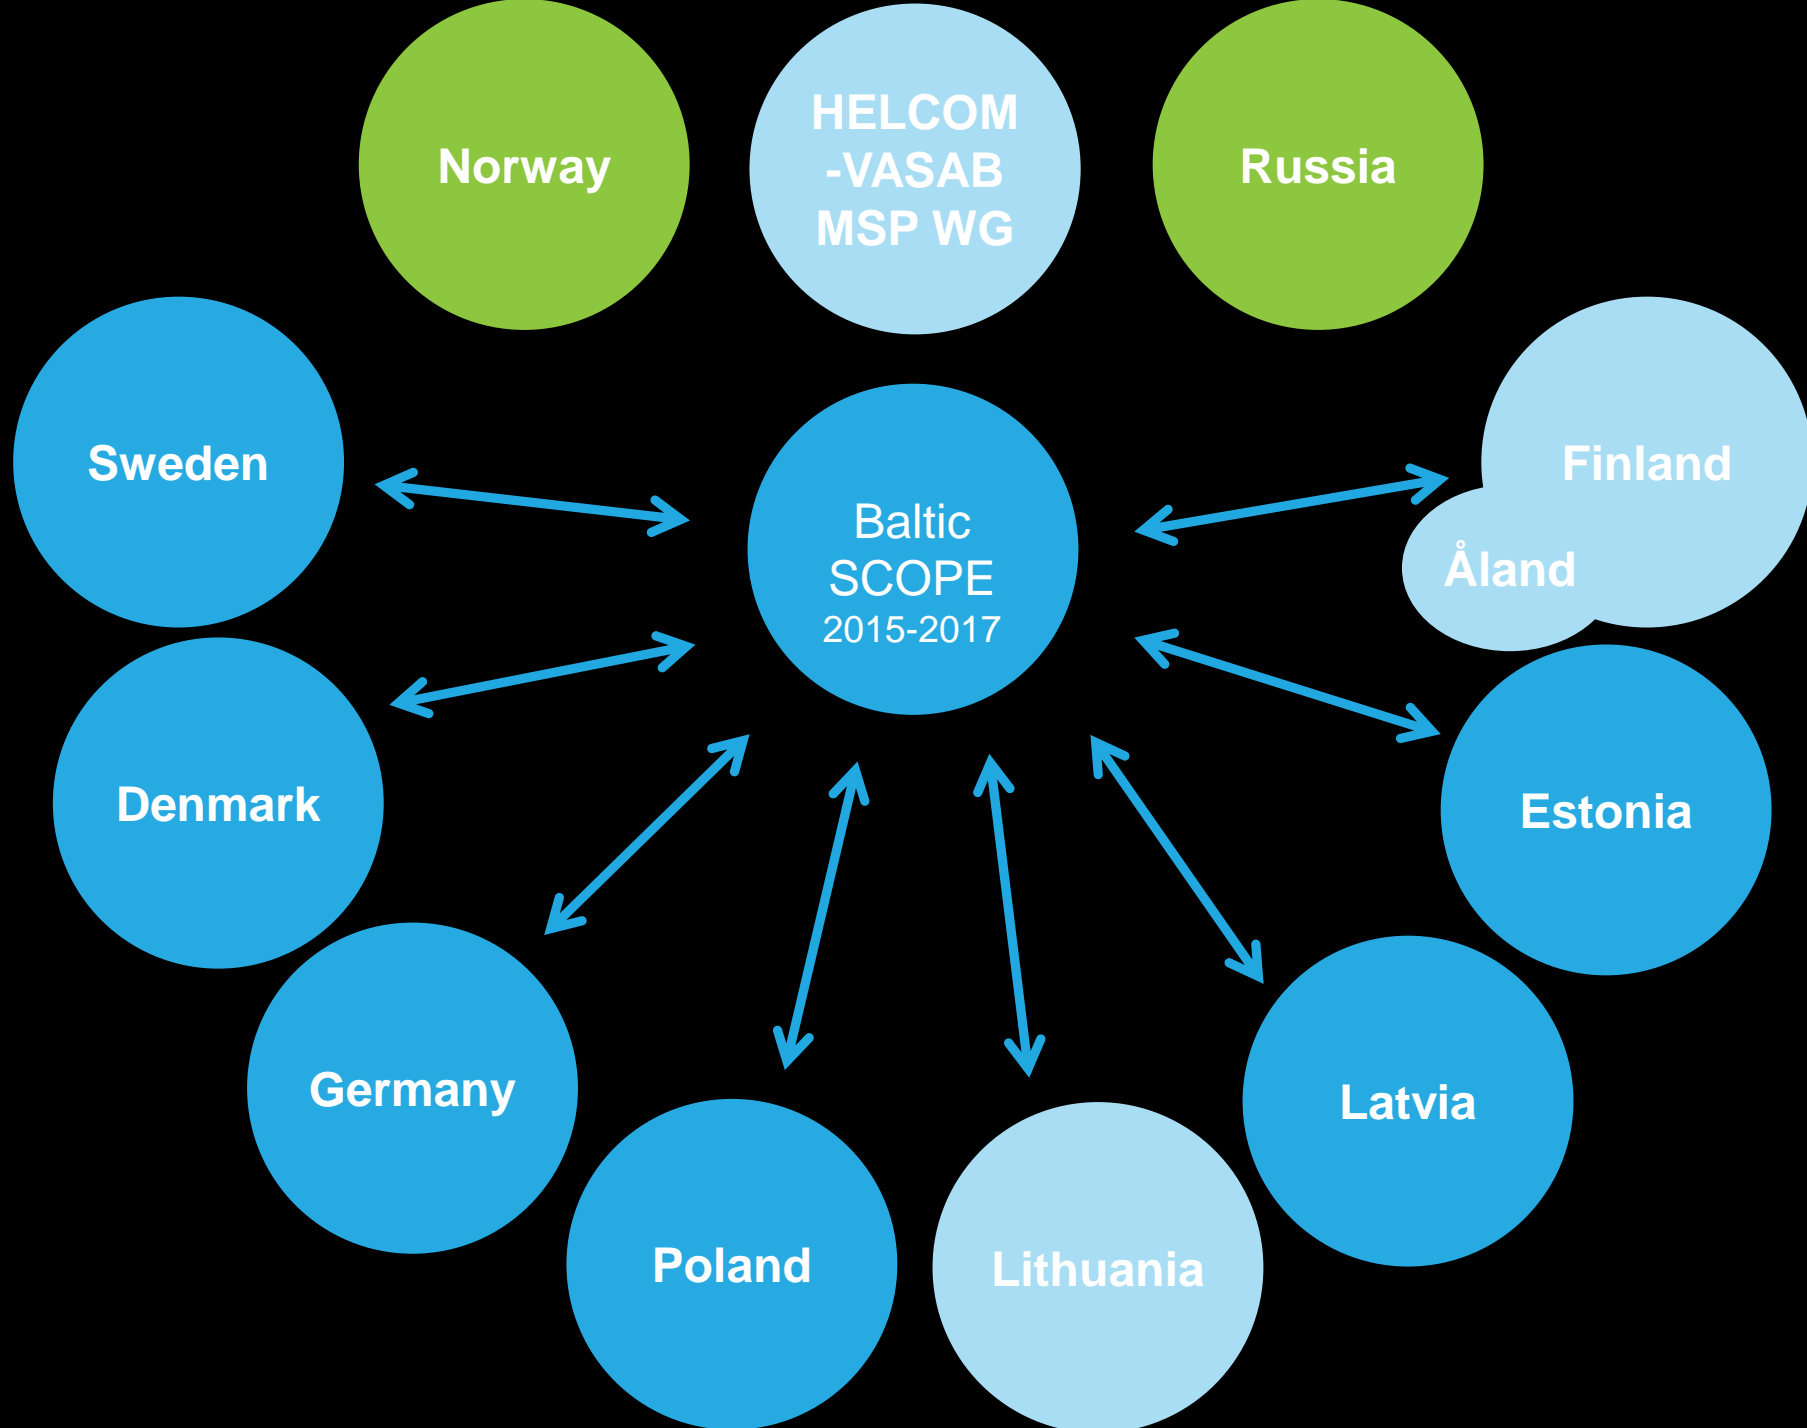 Norway
HELCOM
-VASAB
MSP WG
Russia
Sweden
Baltic
SCOPE
2015-2017
Finland
Åland
Denmark
Estonia
Germany
Latvia
Poland
Lithuania